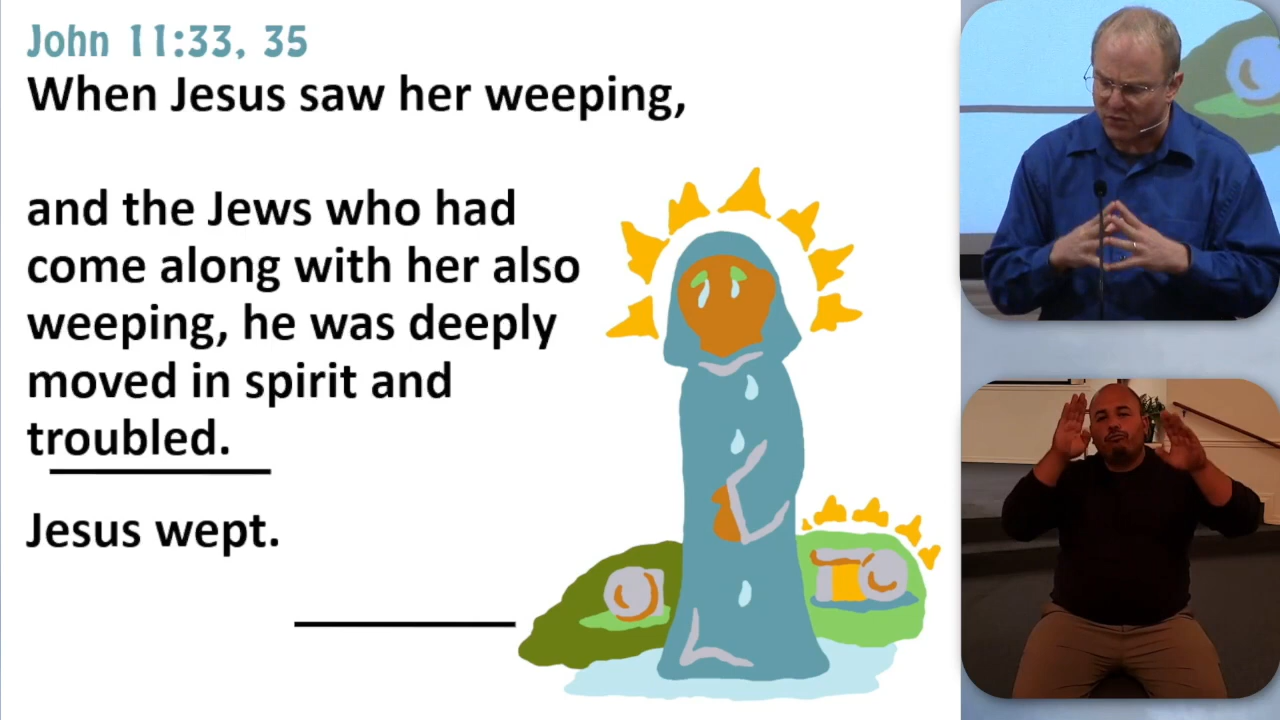 John 11:33, 35
When Jesus saw her weeping,
and the Jews who had
come along with her also
weeping, he was deeply
moved in spirit and
troubled.
Jesus wept.